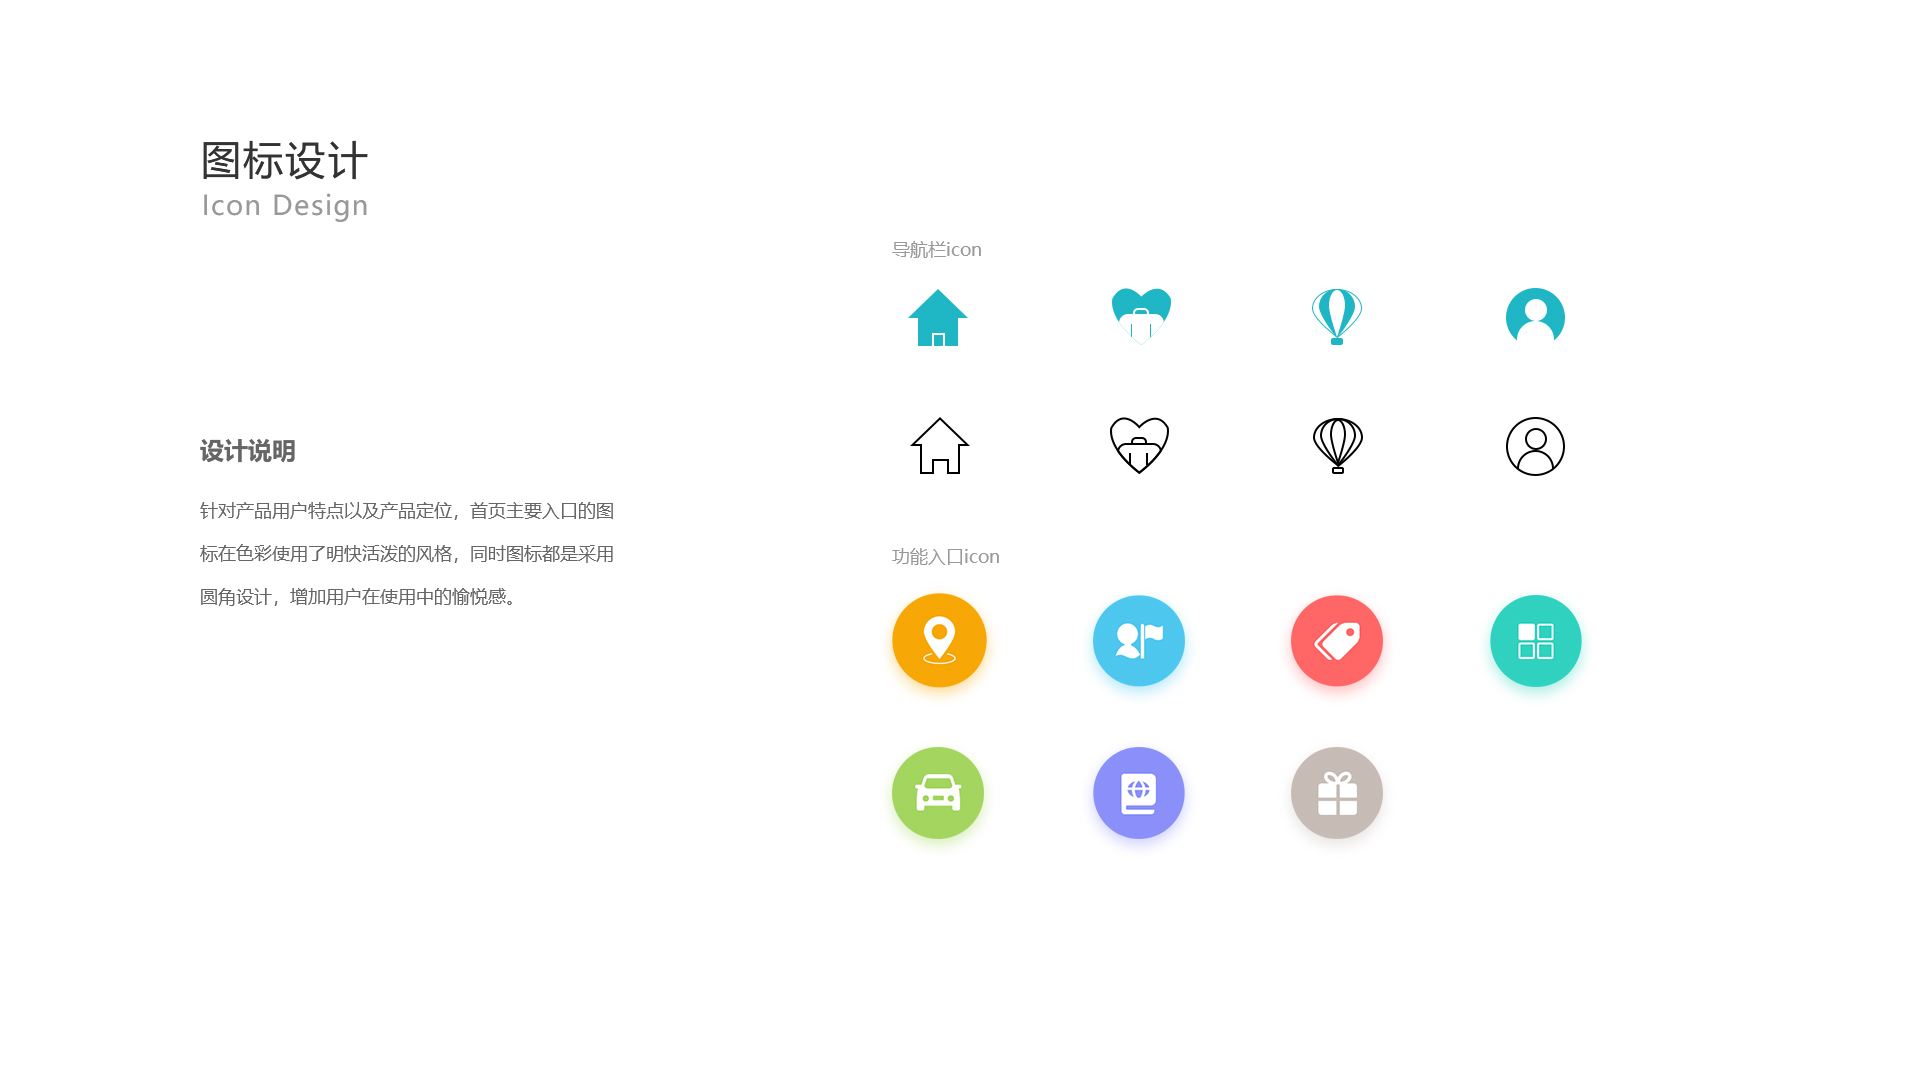 图标设计
Icon Design
设计说明
针对产品用户特点以及产品定位，首页主要入口的图
标在色彩使用了明快活泼的风格，同时图标都是采用
圆角设计，增加用户在使用中的愉悦感。
导航栏icon
功能入口icon